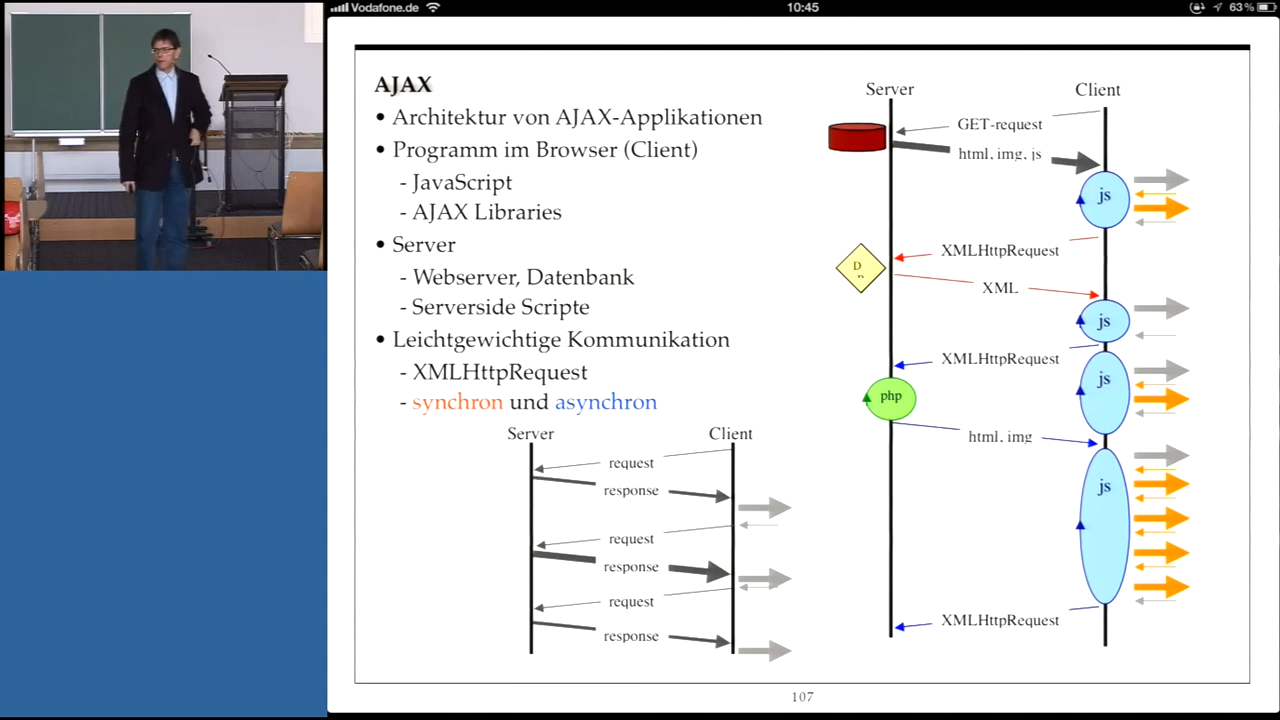 Vodafone.de
10:45
63 %
AJAX
• Architektur von AJAX-Applikationen
• Programm im Browser (Client)
- JavaScript
- AJAX Libraries
• Server
- Webserver, Datenbank
- Serverside Scripte
• Leichtgewichtige Kommunikation
- XMLHttpRequest
- synchron und asynchron
Server
Client
request
response
request
response
request
response
Server
Client
GET-request
html, img, js
js
XMLHttpRequest
D
XML
js
XMLHttpRequest
js
php
html, img
js
XMLHttpRequest
107